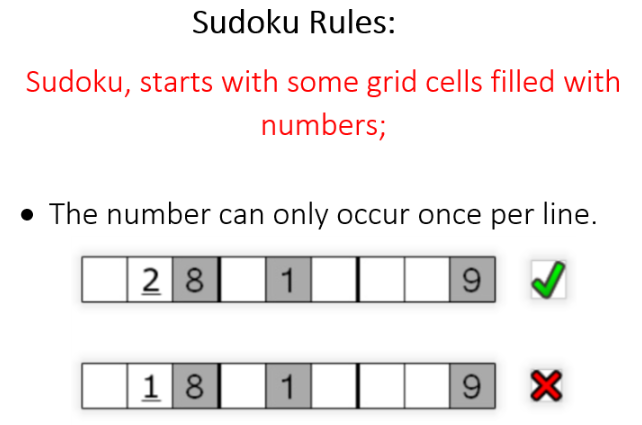 Sudoku Rules:
Sudoku, starts with some grid cells filled with
numbers;
• The number can only occur once per line.
2 8 1 9
1 8 1 9